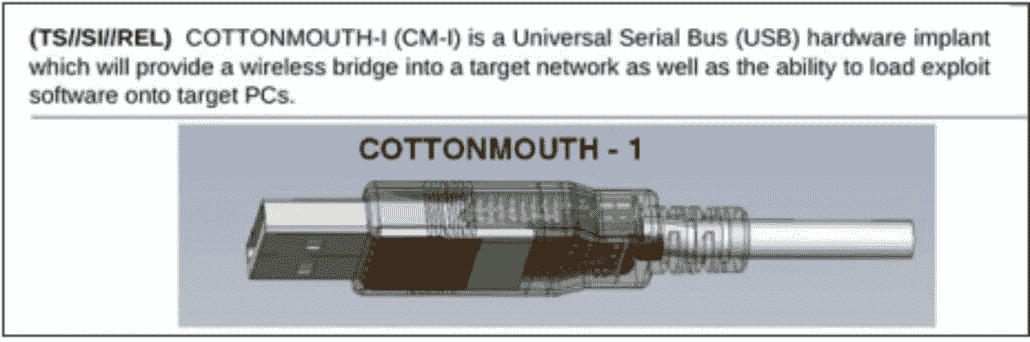 (TS//SI//REL) COTTONMOUTH-I (CM-I) is a Universal Serial Bus (USB) hardware implant
which will provide a wireless bridge into a target network as well as the ability to load exploit
software onto target PCs.
COTTONMOUTH - 1